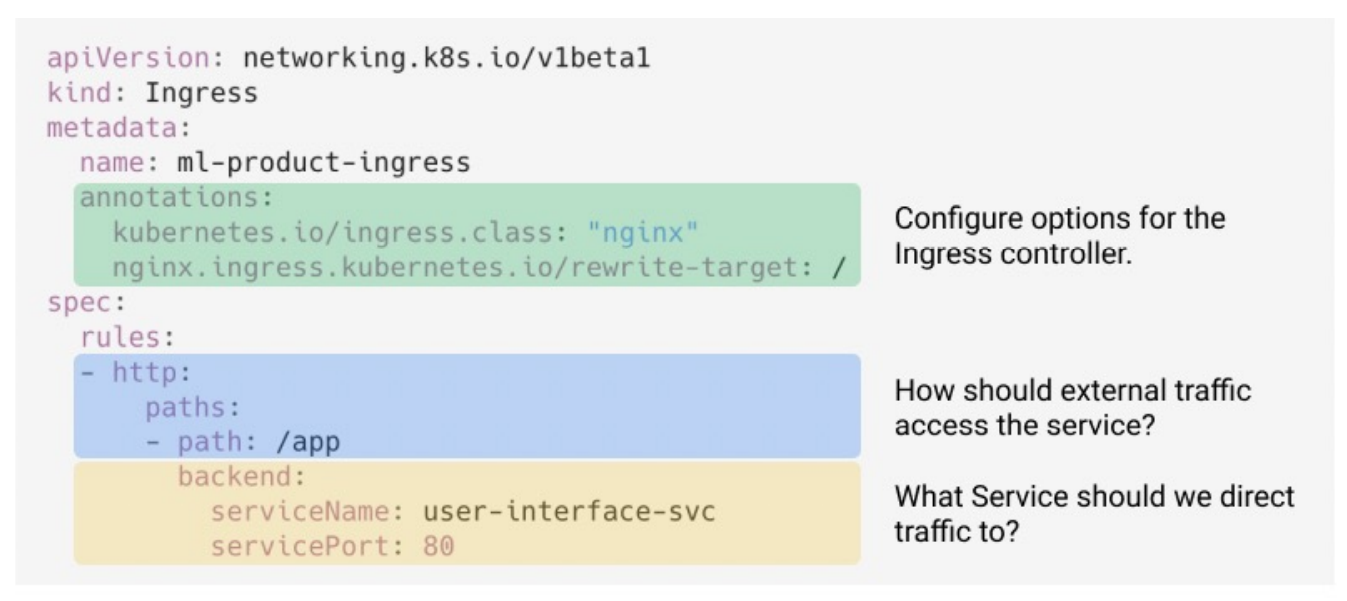 apiVersion: networking.k8s.io/v1beta1
kind: Ingress
metadata:
  name: ml-product-ingress
  annotations:
    kubernetes.io/ingress.class: "nginx"
    nginx.ingress.kubernetes.io/rewrite-target: /
spec:
  rules:
  - http:
      paths:
      - path: /app
        backend:
          serviceName: user-interface-svc
          servicePort: 80
Configure options for the
Ingress controller.
How should external traffic
access the service?
What Service should we direct
traffic to?